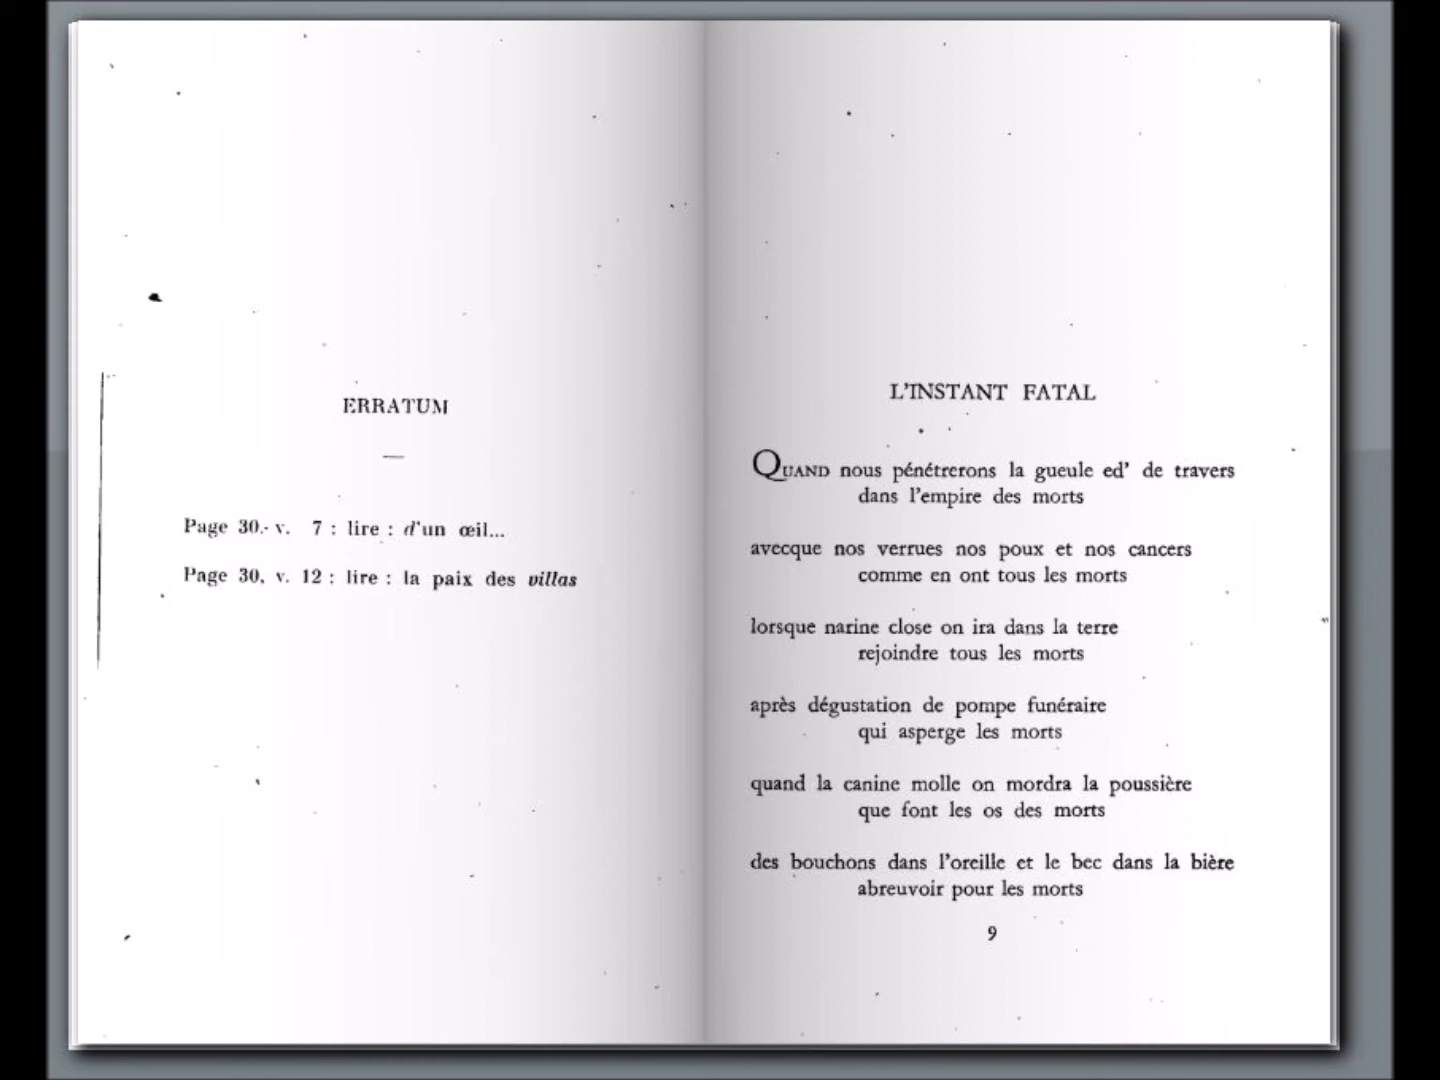 ERRATUM
Page 30.- v. 7 : lire : d'un œil...
Page 30, v. 12 : lire : la paix des villas
L'INSTANT FATAL
QUAND nous pénétrerons la gueule ed' de travers
dans l'empire des morts
avecque nos verrues nos poux et nos cancers
comme en ont tous les morts
lorsque narine close on ira dans la terre
rejoindre tous les morts
après dégustation de pompe funéraire
qui asperge les morts
quand la canine molle on mordra la poussière
que font les os des morts
des bouchons dans l'oreille et le bec dans la bière
abreuvoir pour les morts
9